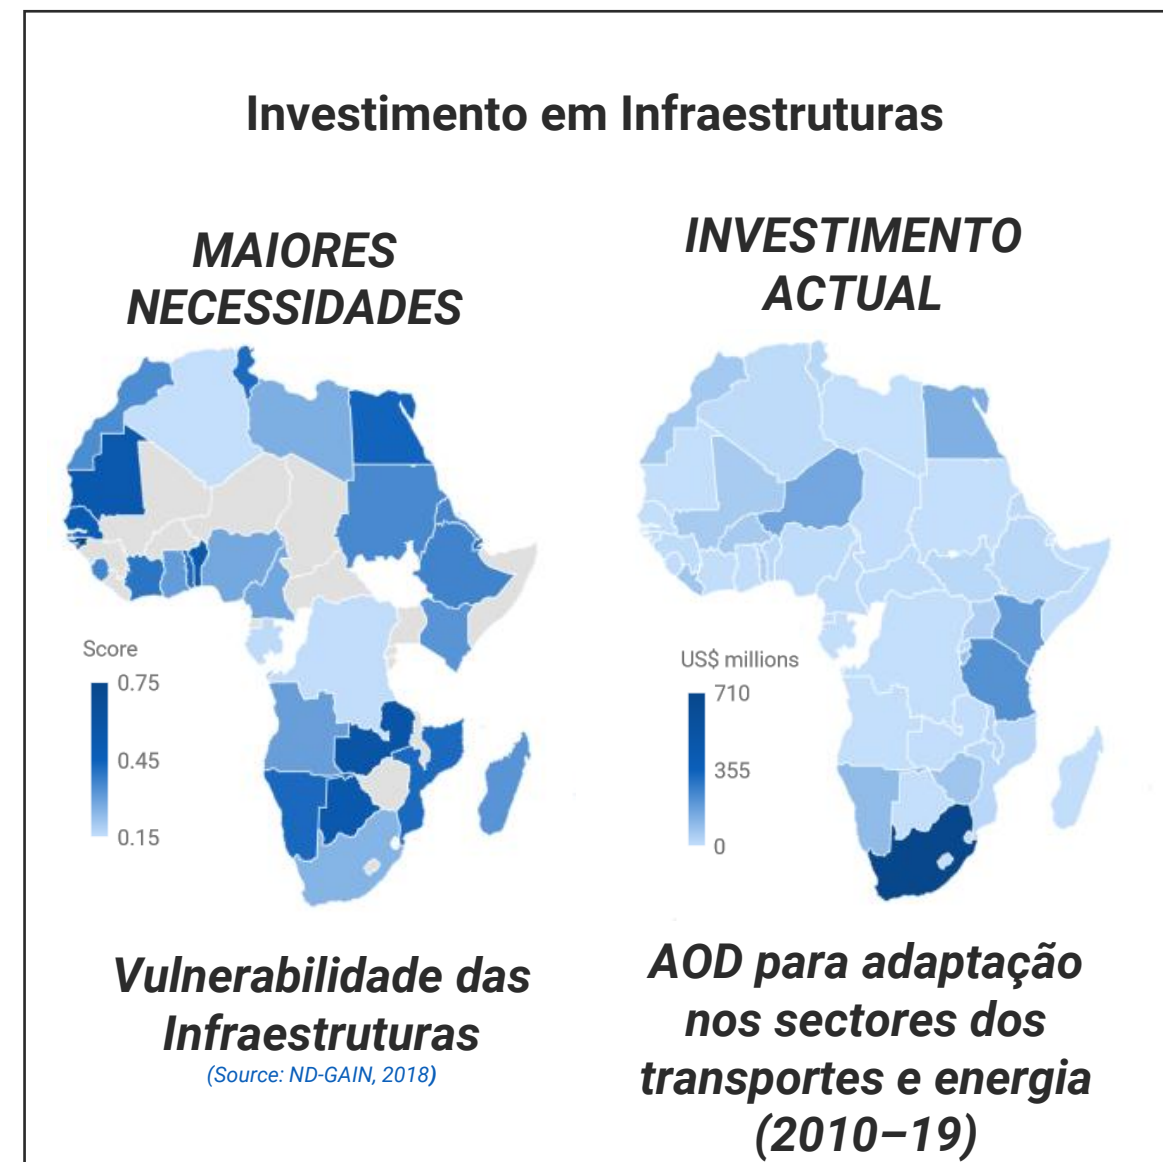 Investimento em Infraestruturas
MAIORES
NECESSIDADES
Score
0.75
0.45
0.15
Vulnerabilidade das
Infraestruturas
(Source: ND-GAIN, 2018)
INVESTIMENTO
ACTUAL
US$ millions
710
355
0
AOD para adaptação
nos sectores dos
transportes e energia
(2010–19)